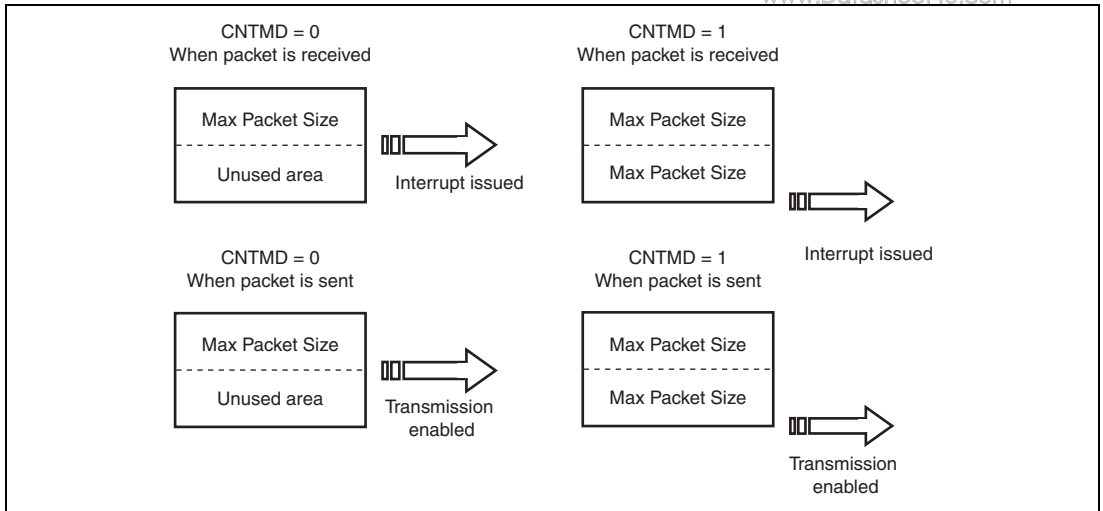 CNTMD = 0
When packet is received
Max Packet Size
Unused area
Interrupt issued
CNTMD = 1
When packet is received
Max Packet Size
Max Packet Size
Interrupt issued
CNTMD = 0
When packet is sent
Max Packet Size
Unused area
Transmission
enabled
CNTMD = 1
When packet is sent
Max Packet Size
Max Packet Size
Transmission
enabled